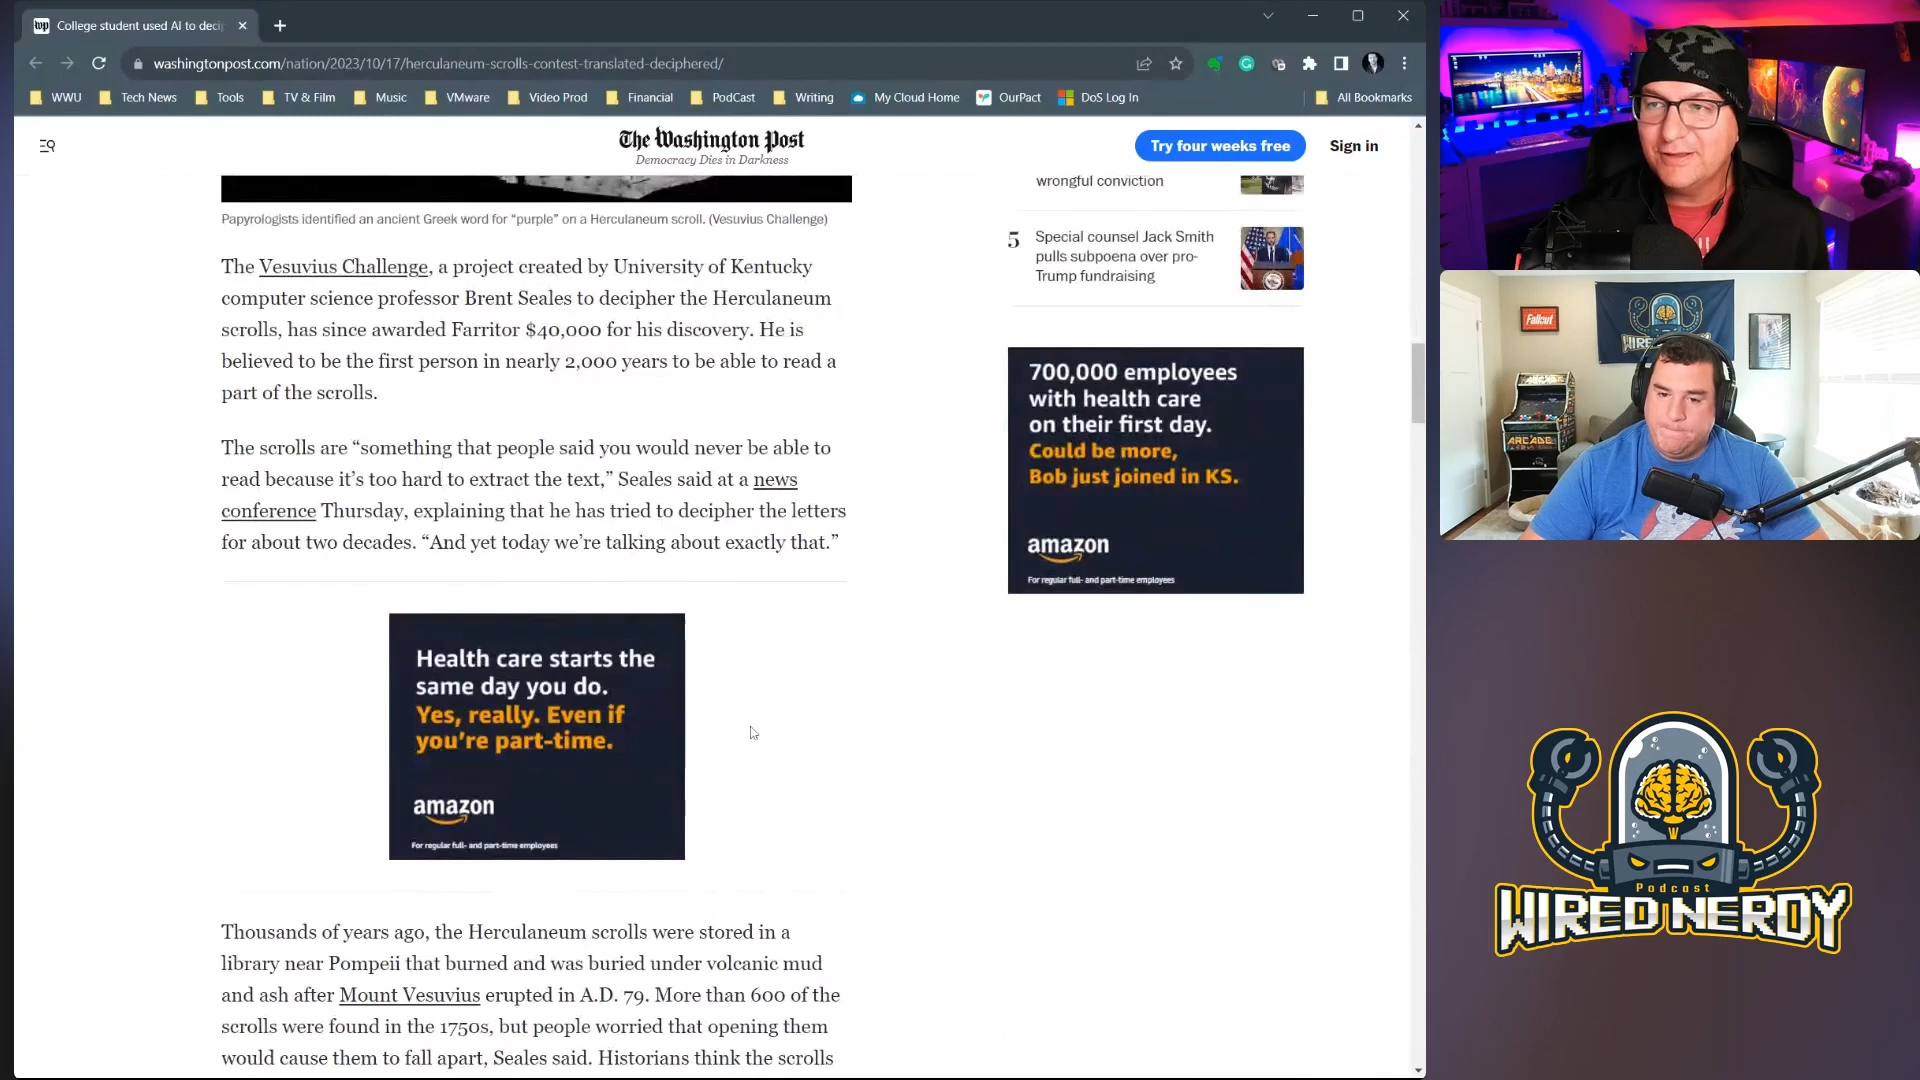 College student used AI to deci
washingtonpost.com/nation/2023/10/17/herculaneum-scrolls-contest-translated-deciphered/
WWU Tech News Tools TV & Film Music VMware Video Prod Financial PodCast Writing My Cloud Home OurPact DoS Log In All Bookmarks
The Washington Post
Democracy Dies in Darkness
Try four weeks free
Sign in
Papyrologists identified an ancient Greek word for “purple” on a Herculaneum scroll. (Vesuvius Challenge)
The Vesuvius Challenge, a project created by University of Kentucky
computer science professor Brent Seales to decipher the Herculaneum
scrolls, has since awarded Farritor $40,000 for his discovery. He is
believed to be the first person in nearly 2,000 years to be able to read a
part of the scrolls.
The scrolls are “something that people said you would never be able to
read because it’s too hard to extract the text,” Seales said at a news
conference Thursday, explaining that he has tried to decipher the letters
for about two decades. “And yet today we’re talking about exactly that.”
Health care starts the
same day you do.
Yes, really. Even if
you’re part-time.
amazon
For regular full- and part-time employees
Thousands of years ago, the Herculaneum scrolls were stored in a
library near Pompeii that burned and was buried under volcanic mud
and ash after Mount Vesuvius erupted in A.D. 79. More than 600 of the
scrolls were found in the 1750s, but people worried that opening them
would cause them to fall apart, Seales said. Historians think the scrolls
wrongful conviction
5
Special counsel Jack Smith
pulls subpoena over pro-
Trump fundraising
700,000 employees
with health care
on their first day.
Could be more,
Bob just joined in KS.
amazon
For regular full- and part-time employees
Fallout
WIRED
ARCADE
Podcast
WIRED NERDY